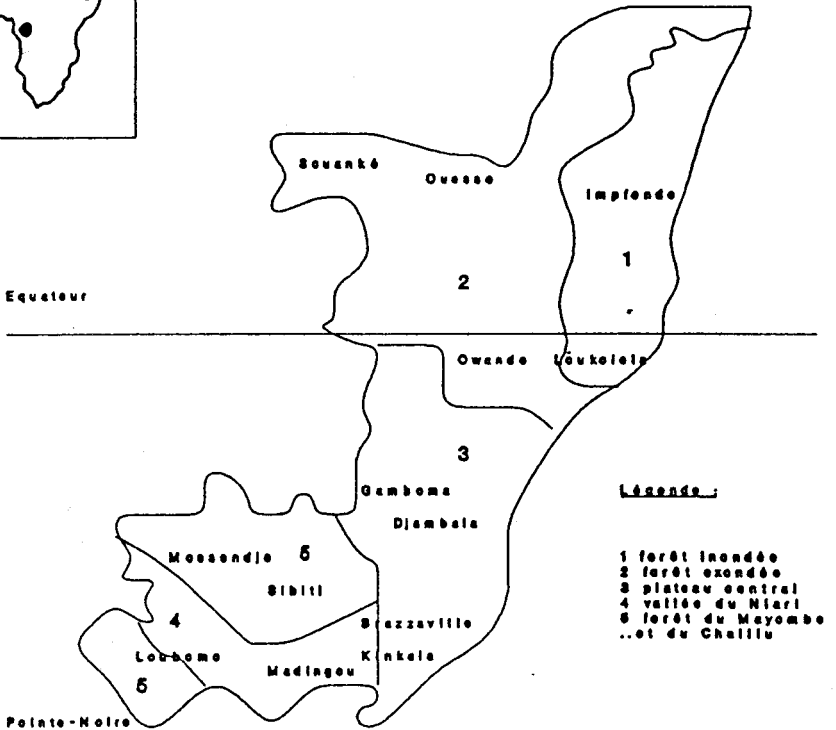 Souanké
Ouesso
Impfondo
1
2
Equateur
Owando Loukolela
3
Gamboma
Djambala
Légende :
Mossendjo 5
Sibiti
1 forêt inondée
2 forêt exondée
3 plateau central
4 vallée du Niari
5 forêt du Mayombe
..et du Chaillu
4
Brazzaville
Loubomo
Kinkala
Madingou
5
Pointe-Noire